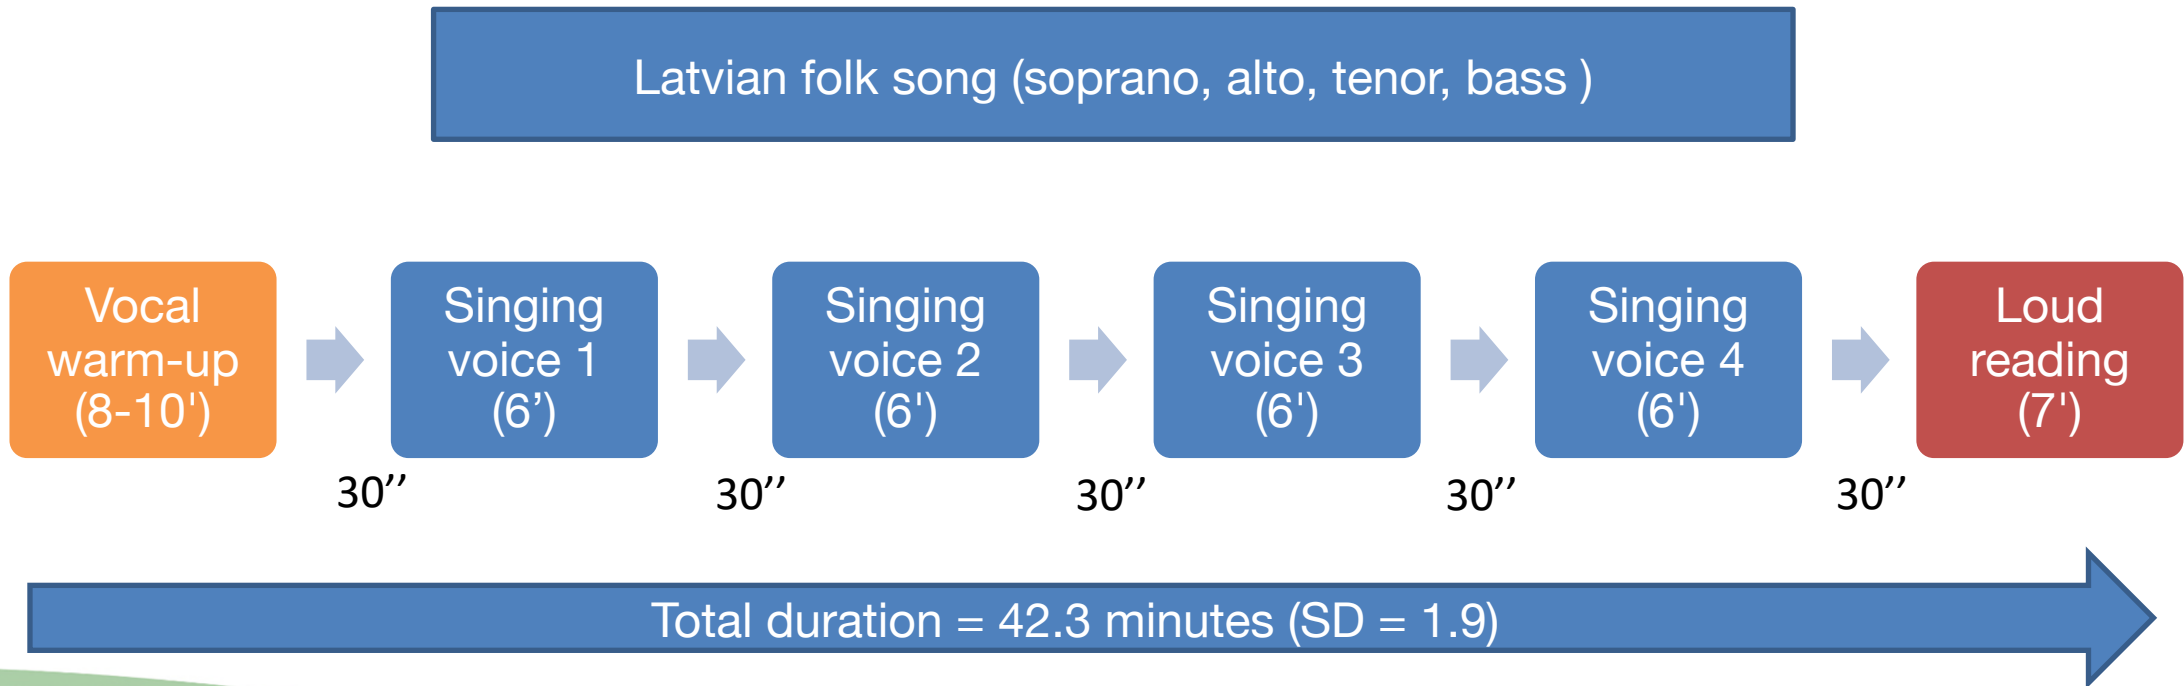 Latvian folk song (soprano, alto, tenor, bass )
Vocal
warm-up
(8-10')
Singing
voice 1
(6’)
Singing
voice 2
(6')
Singing
voice 3
(6')
Singing
voice 4
(6')
Loud
reading
(7')
30’’
30’’
30’’
30’’
30’’
Total duration = 42.3 minutes (SD = 1.9)